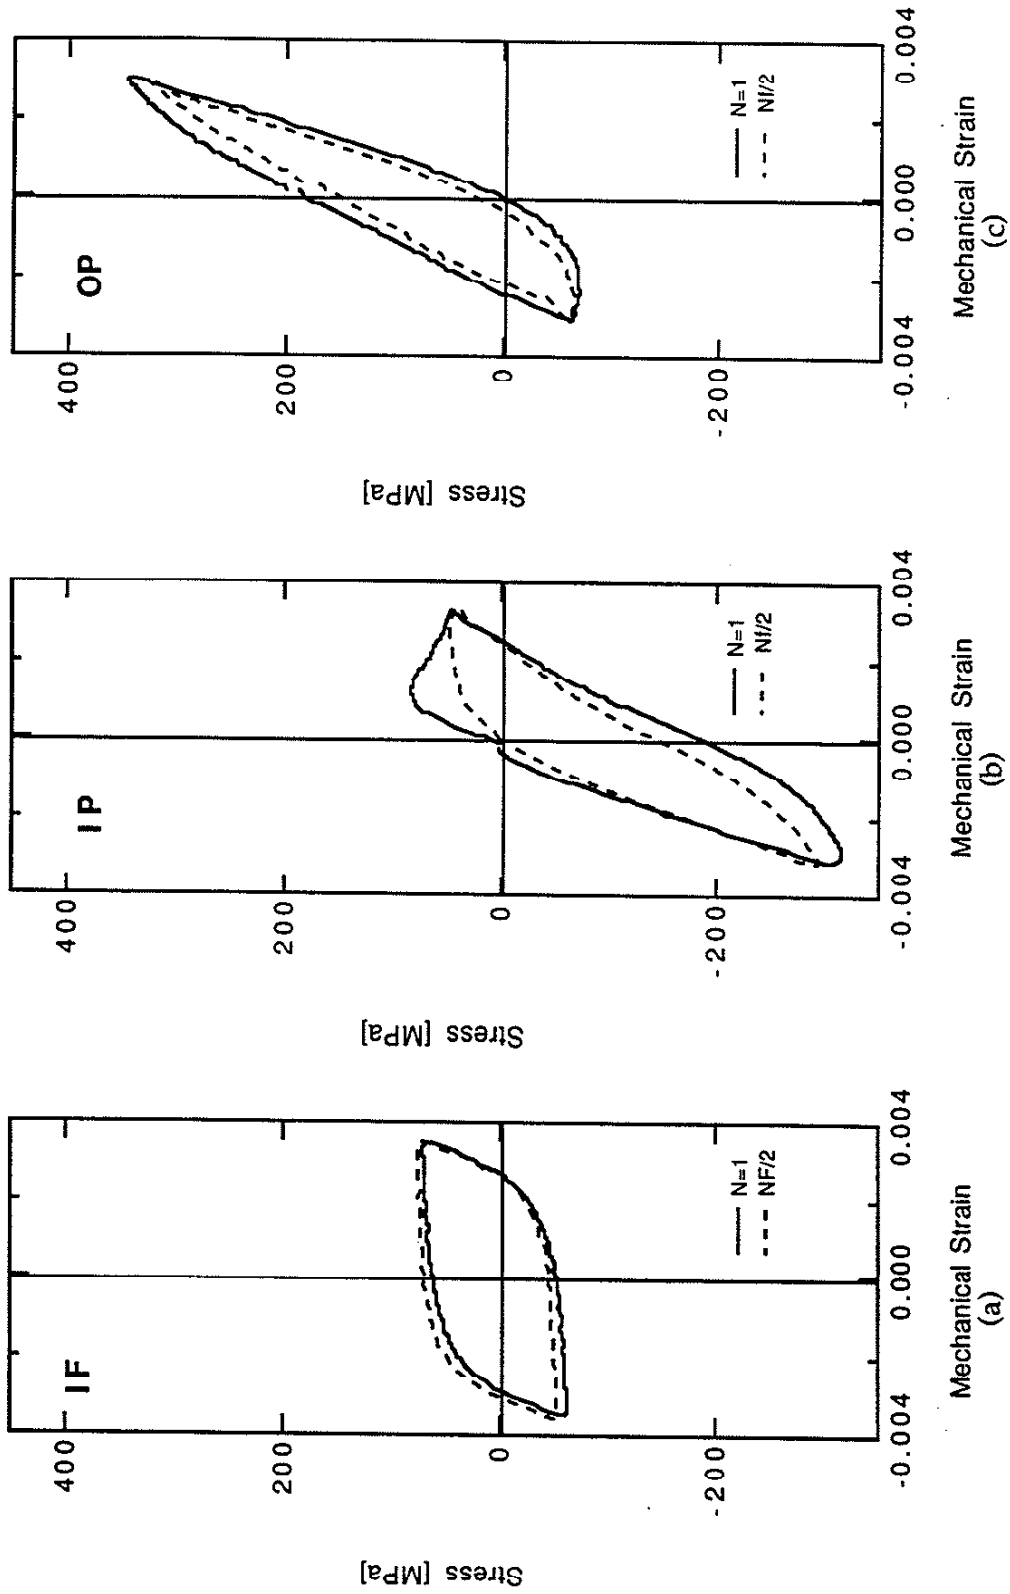 IF
400
200
0
-200
Stress [MPa]
N=1
NF/2
-0.004
0.000
0.004
Mechanical Strain
(a)
IP
400
200
0
-200
Stress [MPa]
N=1
Nf/2
-0.004
0.000
0.004
Mechanical Strain
(b)
OP
400
200
0
-200
Stress [MPa]
N=1
Nf/2
-0.004
0.000
0.004
Mechanical Strain
(c)